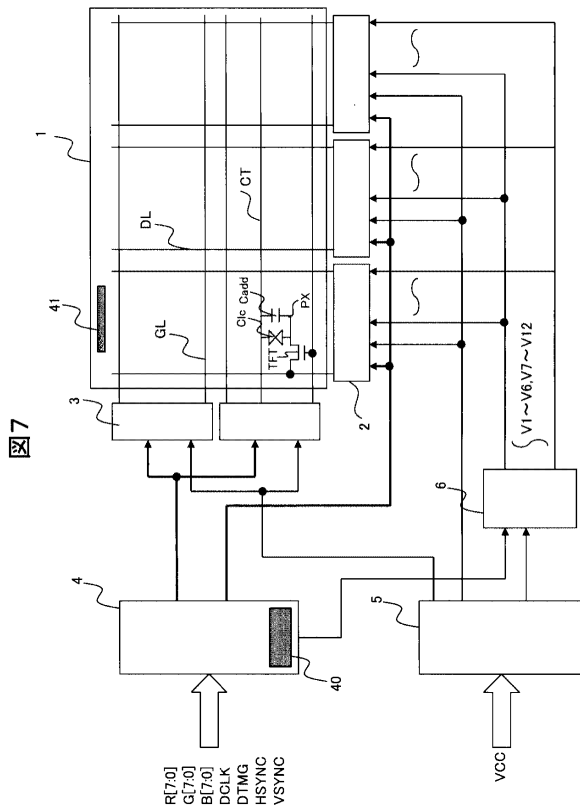 図7
R[7:0]
G[7:0]
B[7:0]
DCLK
DTMG
HSYNC
VSYNC
VCC
4
40
5
6
V1～V6,V7～V12
3
2
1
41
GL
DL
CT
TFT
Clc Cadd
PX